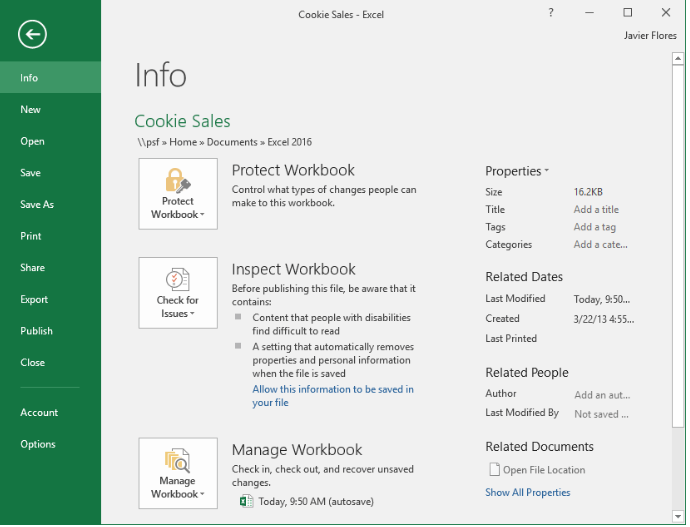 Cookie Sales - Excel
?
Javier Flores
Info
New
Open
Save
Save As
Print
Share
Export
Publish
Close
Account
Options
Info
Cookie Sales
\\psf » Home » Documents » Excel 2016
Protect
Workbook
Protect Workbook
Control what types of changes people can
make to this workbook.
Check for
Issues
Inspect Workbook
Before publishing this file, be aware that it
contains:
Content that people with disabilities
find difficult to read
A setting that automatically removes
properties and personal information
when the file is saved
Allow this information to be saved in
your file
Manage
Workbook
Manage Workbook
Check in, check out, and recover unsaved
changes.
Today, 9:50 AM (autosave)
Properties
Size 16.2KB
Title Add a title
Tags Add a tag
Categories Add a cate...
Related Dates
Last Modified Today, 9:50...
Created 3/22/13 4:55...
Last Printed
Related People
Author Add an aut...
Last Modified By Not saved ...
Related Documents
Open File Location
Show All Properties